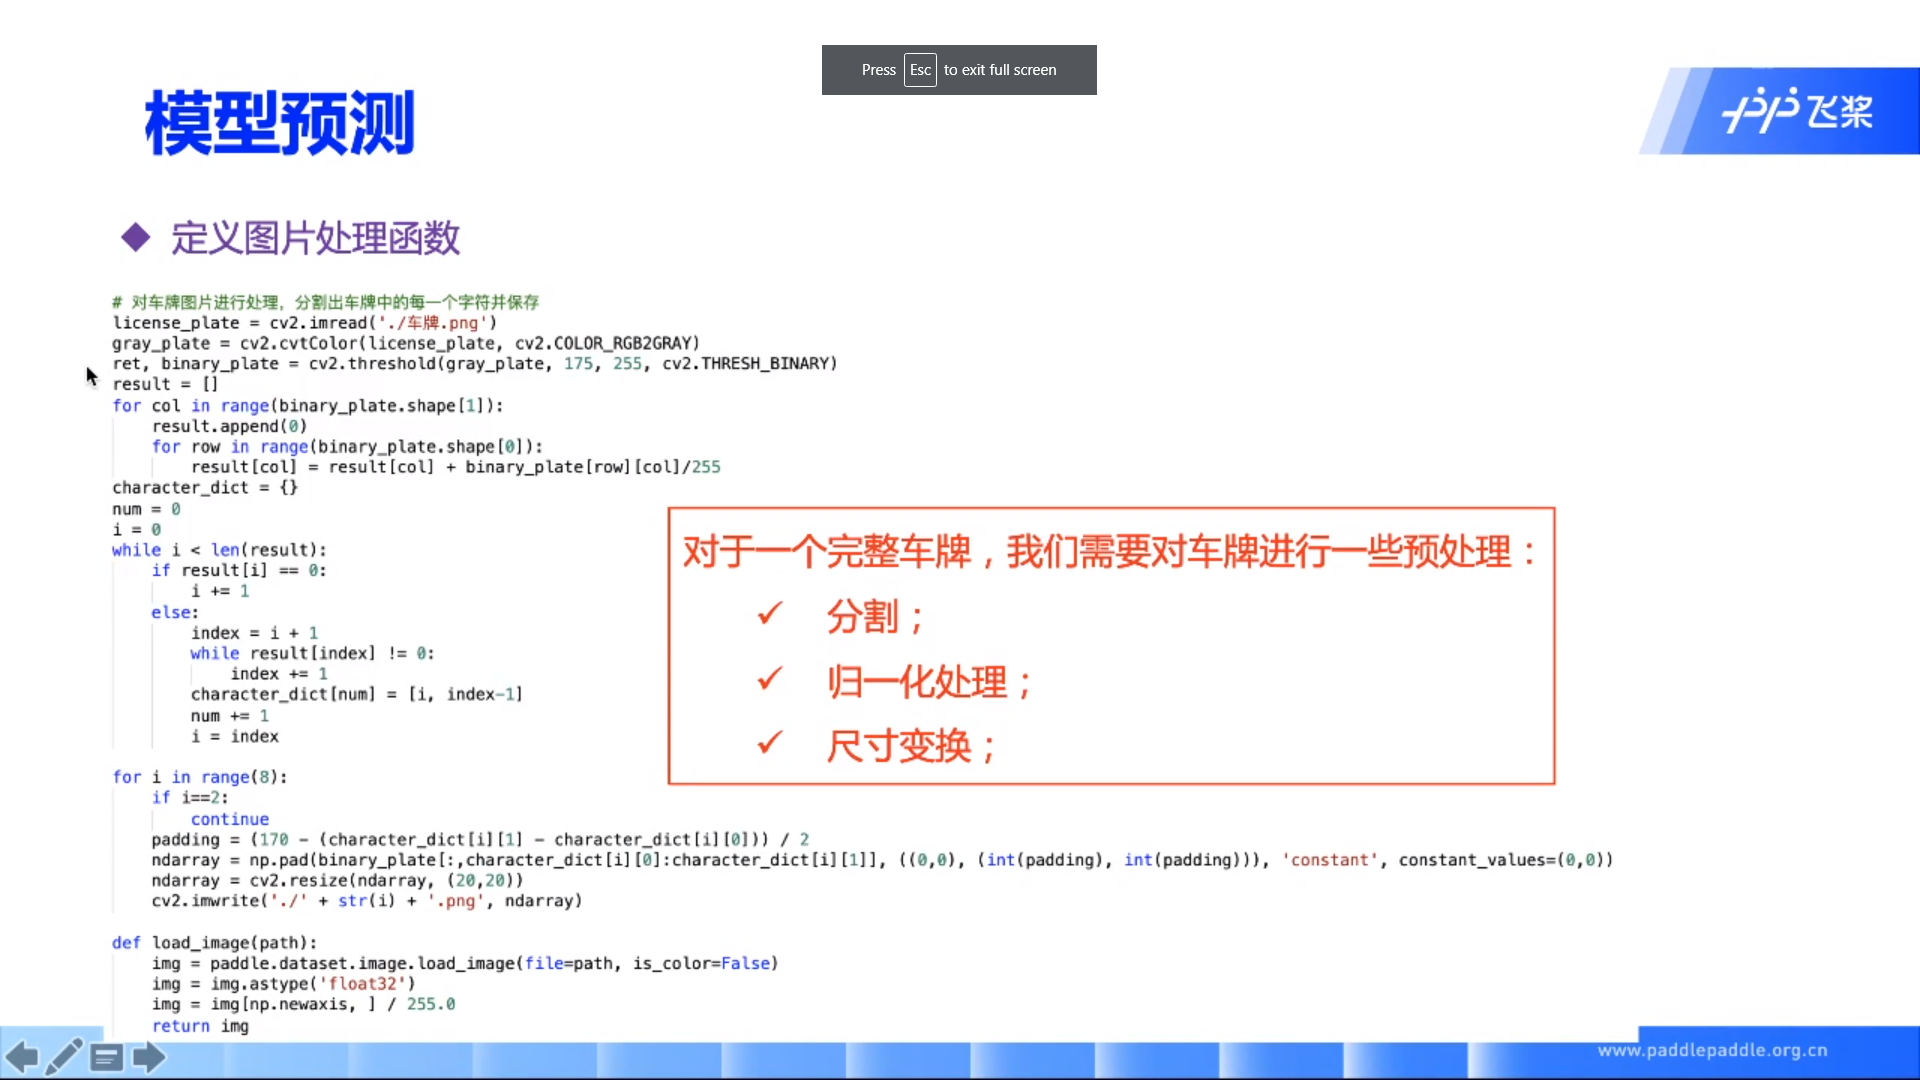 Press Esc to exit full screen
模型预测
飞桨
定义图片处理函数
# 对车牌图片进行处理，分割出车牌中的每一个字符并保存
license_plate = cv2.imread('./车牌.png')
gray_plate = cv2.cvtColor(license_plate, cv2.COLOR_RGB2GRAY)
ret, binary_plate = cv2.threshold(gray_plate, 175, 255, cv2.THRESH_BINARY)
result = []
for col in range(binary_plate.shape[1]):
    result.append(0)
    for row in range(binary_plate.shape[0]):
        result[col] = result[col] + binary_plate[row][col]/255
character_dict = {}
num = 0
i = 0
while i < len(result):
    if result[i] == 0:
        i += 1
    else:
        index = i + 1
        while result[index] != 0:
            index += 1
        character_dict[num] = [i, index-1]
        num += 1
        i = index
for i in range(8):
    if i==2:
        continue
    padding = (170 - (character_dict[i][1] - character_dict[i][0])) / 2
    ndarray = np.pad(binary_plate[:,character_dict[i][0]:character_dict[i][1]], ((0,0), (int(padding), int(padding))), 'constant', constant_values=(0,0))
    ndarray = cv2.resize(ndarray, (20,20))
    cv2.imwrite('./' + str(i) + '.png', ndarray)
def load_image(path):
    img = paddle.dataset.image.load_image(file=path, is_color=False)
    img = img.astype('float32')
    img = img[np.newaxis, ] / 255.0
    return img
对于一个完整车牌，我们需要对车牌进行一些预处理：
✓ 分割；
✓ 归一化处理；
✓ 尺寸变换；
www.paddlepaddle.org.cn